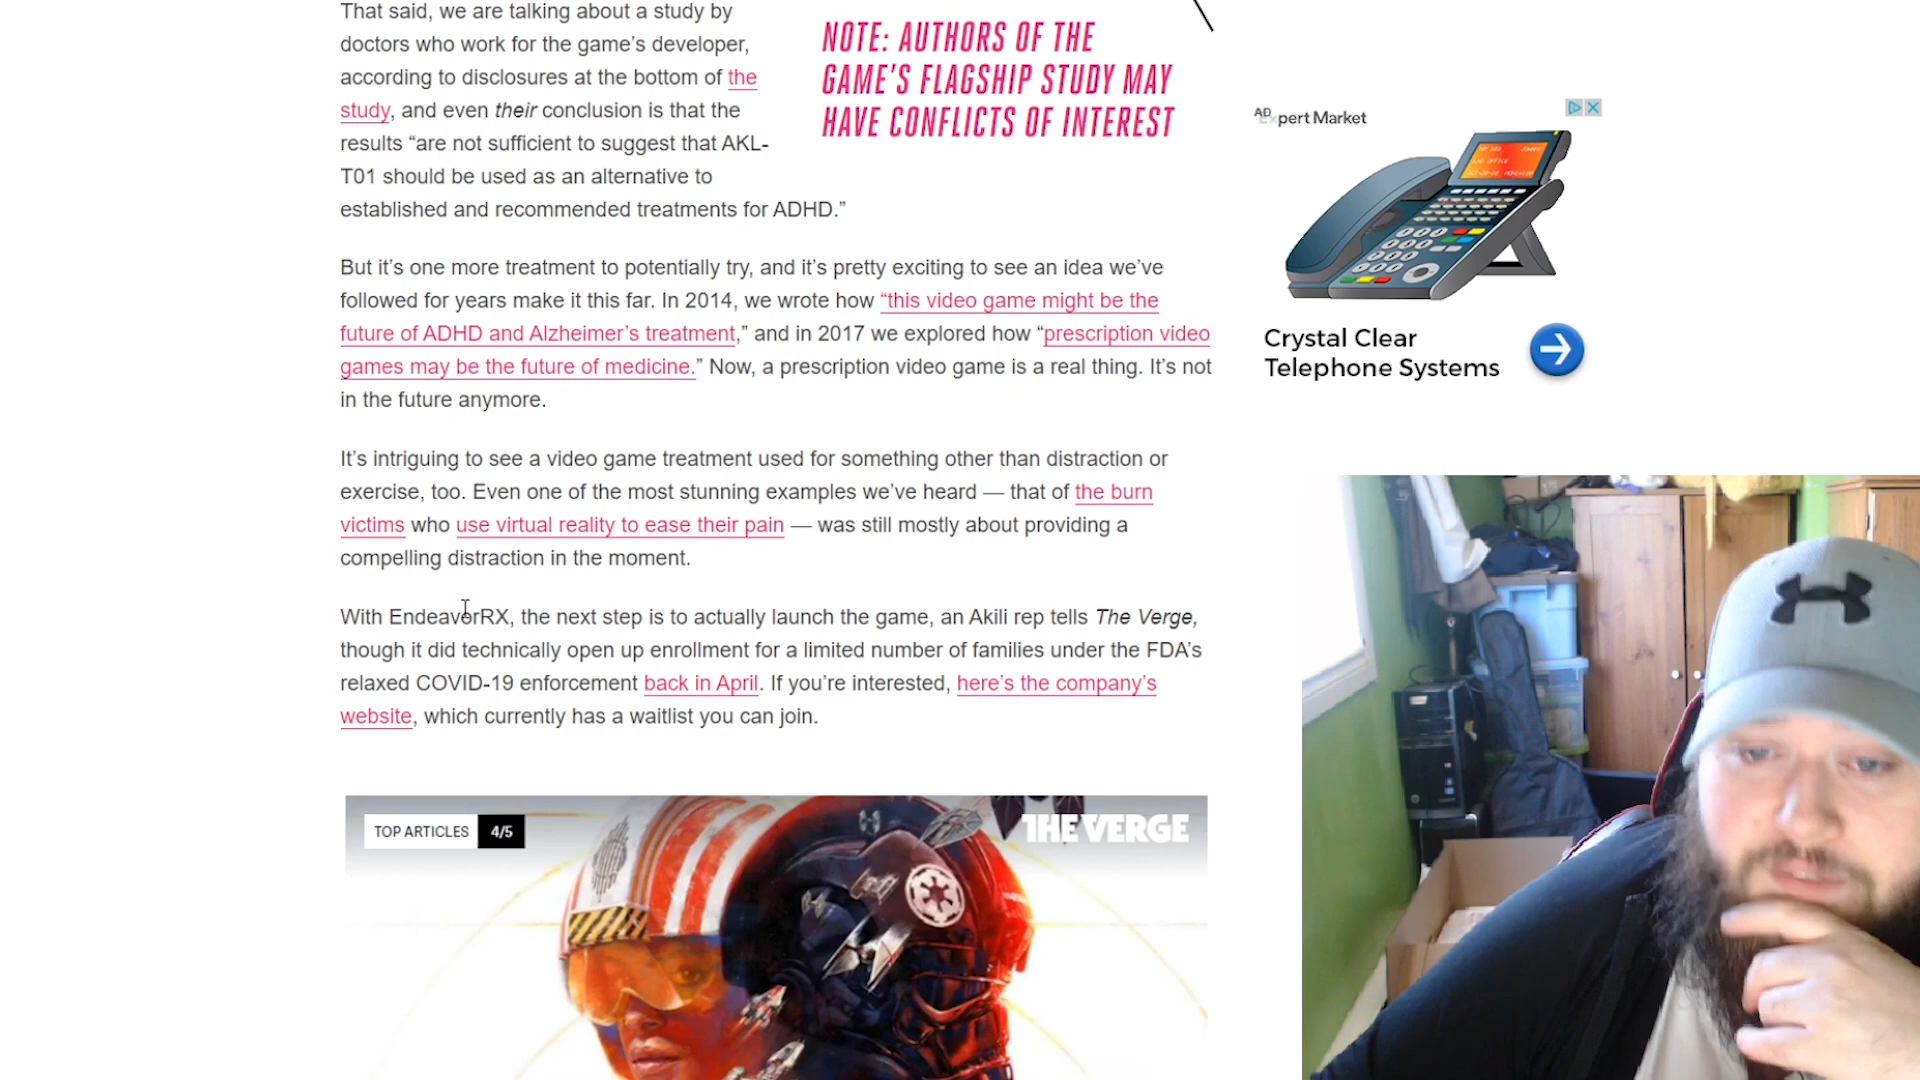 That said, we are talking about a study by
doctors who work for the game’s developer,
according to disclosures at the bottom of the
study, and even their conclusion is that the
results “are not sufficient to suggest that AKL-
T01 should be used as an alternative to
established and recommended treatments for ADHD.”
NOTE: AUTHORS OF THE
GAME’S FLAGSHIP STUDY MAY
HAVE CONFLICTS OF INTEREST
But it’s one more treatment to potentially try, and it’s pretty exciting to see an idea we’ve
followed for years make it this far. In 2014, we wrote how “this video game might be the
future of ADHD and Alzheimer’s treatment,” and in 2017 we explored how “prescription video
games may be the future of medicine.” Now, a prescription video game is a real thing. It’s not
in the future anymore.
It’s intriguing to see a video game treatment used for something other than distraction or
exercise, too. Even one of the most stunning examples we’ve heard — that of the burn
victims who use virtual reality to ease their pain — was still mostly about providing a
compelling distraction in the moment.
With EndeavorRX, the next step is to actually launch the game, an Akili rep tells The Verge,
though it did technically open up enrollment for a limited number of families under the FDA’s
relaxed COVID-19 enforcement back in April. If you’re interested, here’s the company’s
website, which currently has a waitlist you can join.
TOP ARTICLES 4/5
THE VERGE
AD
Expert Market
Crystal Clear
Telephone Systems